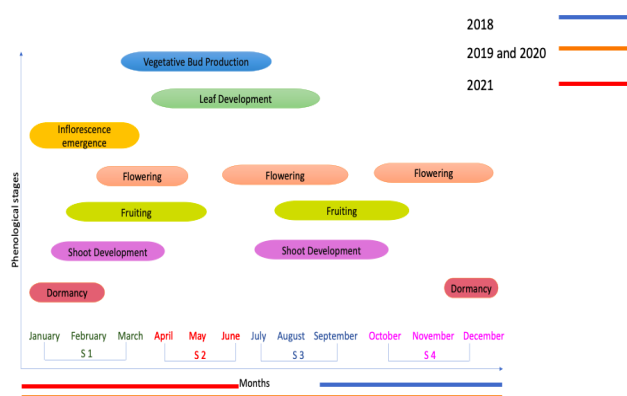 2018
2019 and 2020
2021
Vegetative Bud Production
Leaf Development
Inflorescence
emergence
Flowering
Flowering
Flowering
Fruiting
Fruiting
Shoot Development
Shoot Development
Dormancy
Dormancy
Phenological stages
January February March April May June July August September October November December
S 1 S 2 S 3 S 4
Months